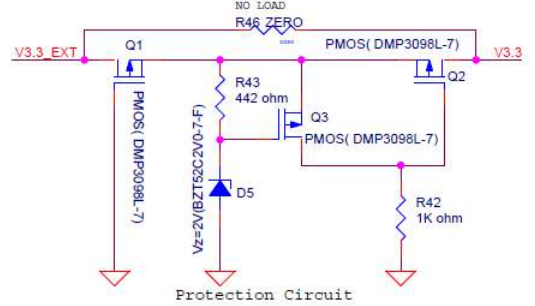 NO LOAD
R46 ZERO
V3.3_EXT
Q1
PMOS( DMP3098L-7)
V3.3
Q2
R43
442 ohm
Q3
PMOS( DMP3098L-7)
PMOS( DMP3098L-7)
Vz=2V(BZT52C2V0-7-F)
D5
R42
1K ohm
Protection Circuit